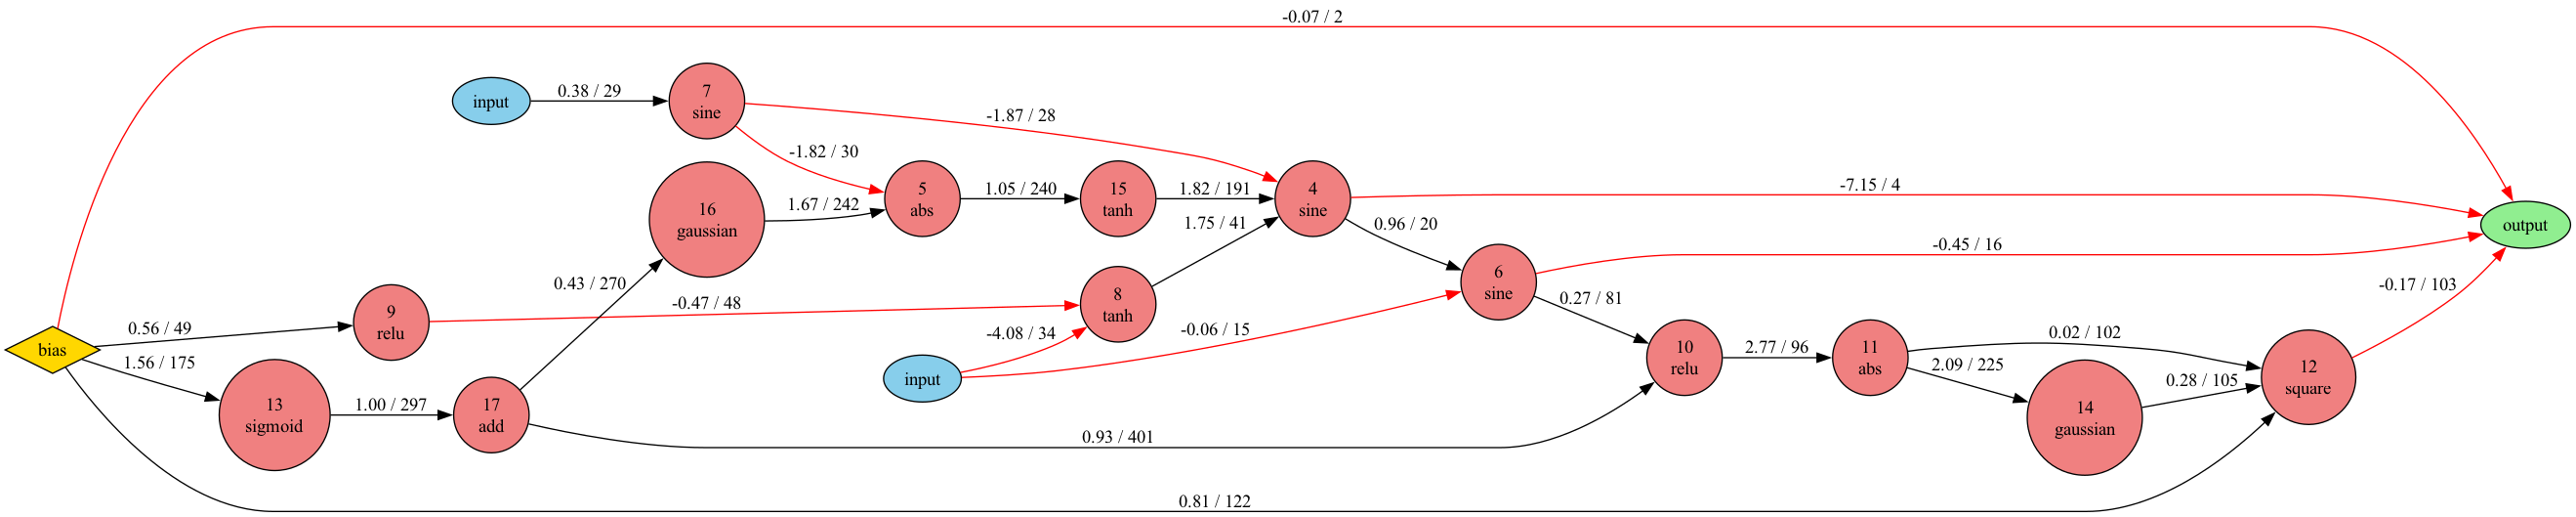 -0.07 / 2
input
0.38 / 29
7
sine
-1.87 / 28
-1.82 / 30
16
gaussian
1.67 / 242
5
abs
1.05 / 240
15
tanh
1.82 / 191
4
sine
-7.15 / 4
output
1.75 / 41
0.96 / 20
-0.45 / 16
0.43 / 270
6
sine
-0.17 / 103
9
relu
-0.47 / 48
8
tanh
0.27 / 81
0.56 / 49
bias
1.56 / 175
-4.08 / 34
-0.06 / 15
input
10
relu
2.77 / 96
11
abs
0.02 / 102
2.09 / 225
0.28 / 105
12
square
13
sigmoid
1.00 / 297
17
add
0.93 / 401
14
gaussian
0.81 / 122